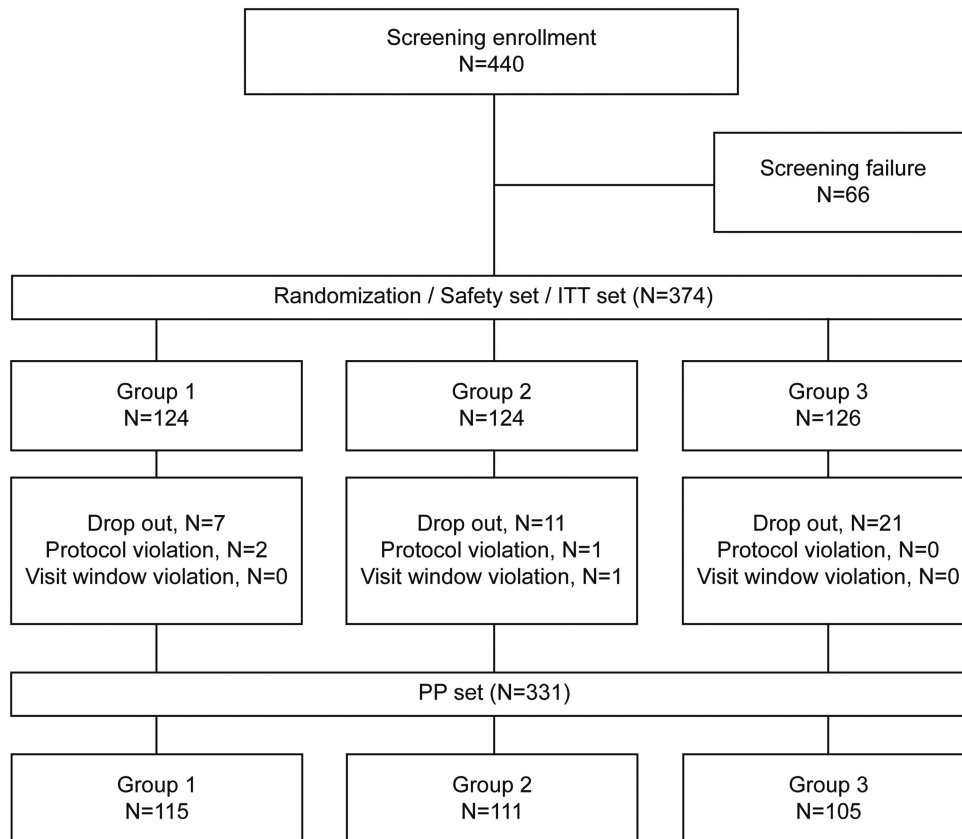 Screening enrollment
N=440
Screening failure
N=66
Randomization / Safety set / ITT set (N=374)
Group 1
N=124
Group 2
N=124
Group 3
N=126
Drop out, N=7
Protocol violation, N=2
Visit window violation, N=0
Drop out, N=11
Protocol violation, N=1
Visit window violation, N=1
Drop out, N=21
Protocol violation, N=0
Visit window violation, N=0
PP set (N=331)
Group 1
N=115
Group 2
N=111
Group 3
N=105